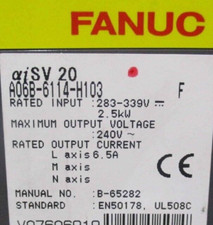 FANUC
αiSV 20
A06B-6114-H103 F
RATED INPUT :283-339V
2.5kW
MAXIMUM OUTPUT VOLTAGE
:240V ~
RATED OUTPUT CURRENT
L axis 6.5A
M axis
N axis
CE
MANUAL NO. :B-65282
STANDARD :EN50178, UL508C